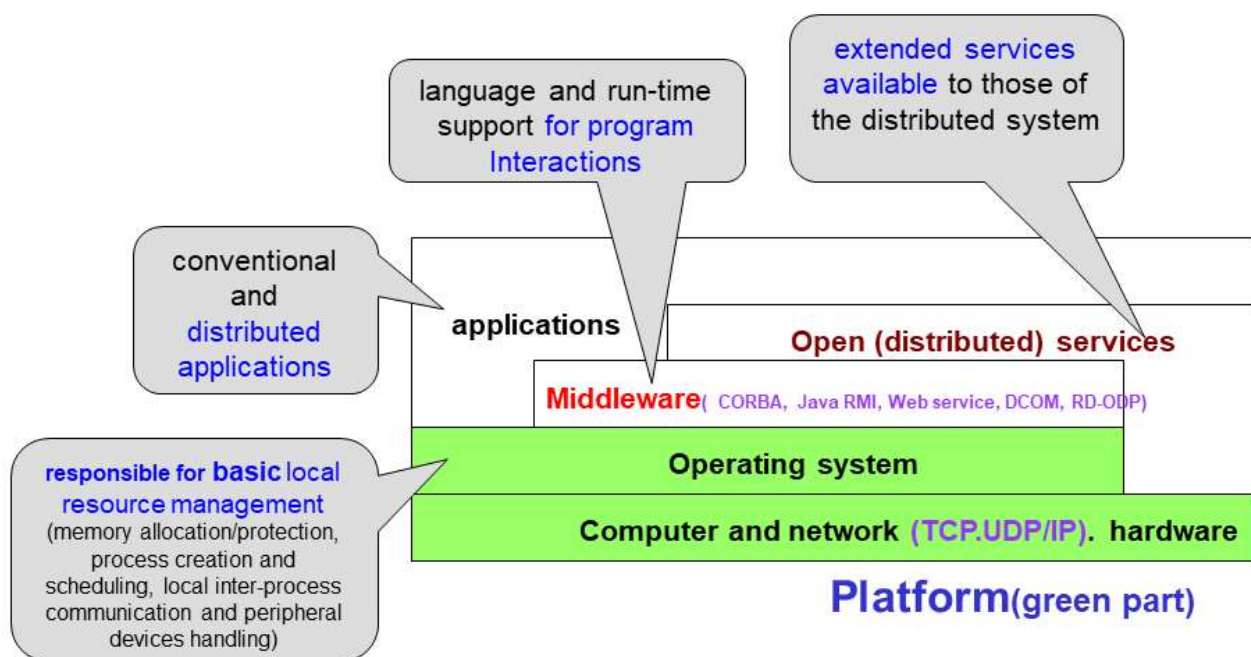 extended services
available to those of
the distributed system
language and run-time
support for program
Interactions
conventional
and
distributed
applications
applications
Open (distributed) services
Middleware( CORBA, Java RMI, Web service, DCOM, RD-ODP)
responsible for basic local
resource management
(memory allocation/protection,
process creation and
scheduling, local inter-process
communication and peripheral
devices handling)
Operating system
Computer and network (TCP.UDP/IP). hardware
Platform(green part)